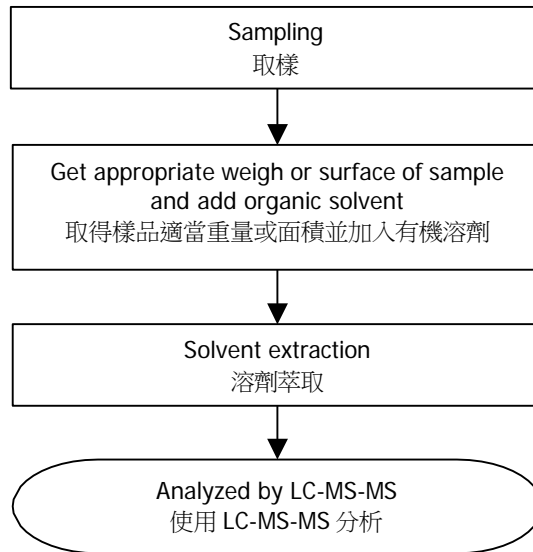 Sampling
取樣
Get appropriate weigh or surface of sample
and add organic solvent
取得樣品適當重量或面積並加入有機溶劑
Solvent extraction
溶劑萃取
Analyzed by LC-MS-MS
使用 LC-MS-MS 分析